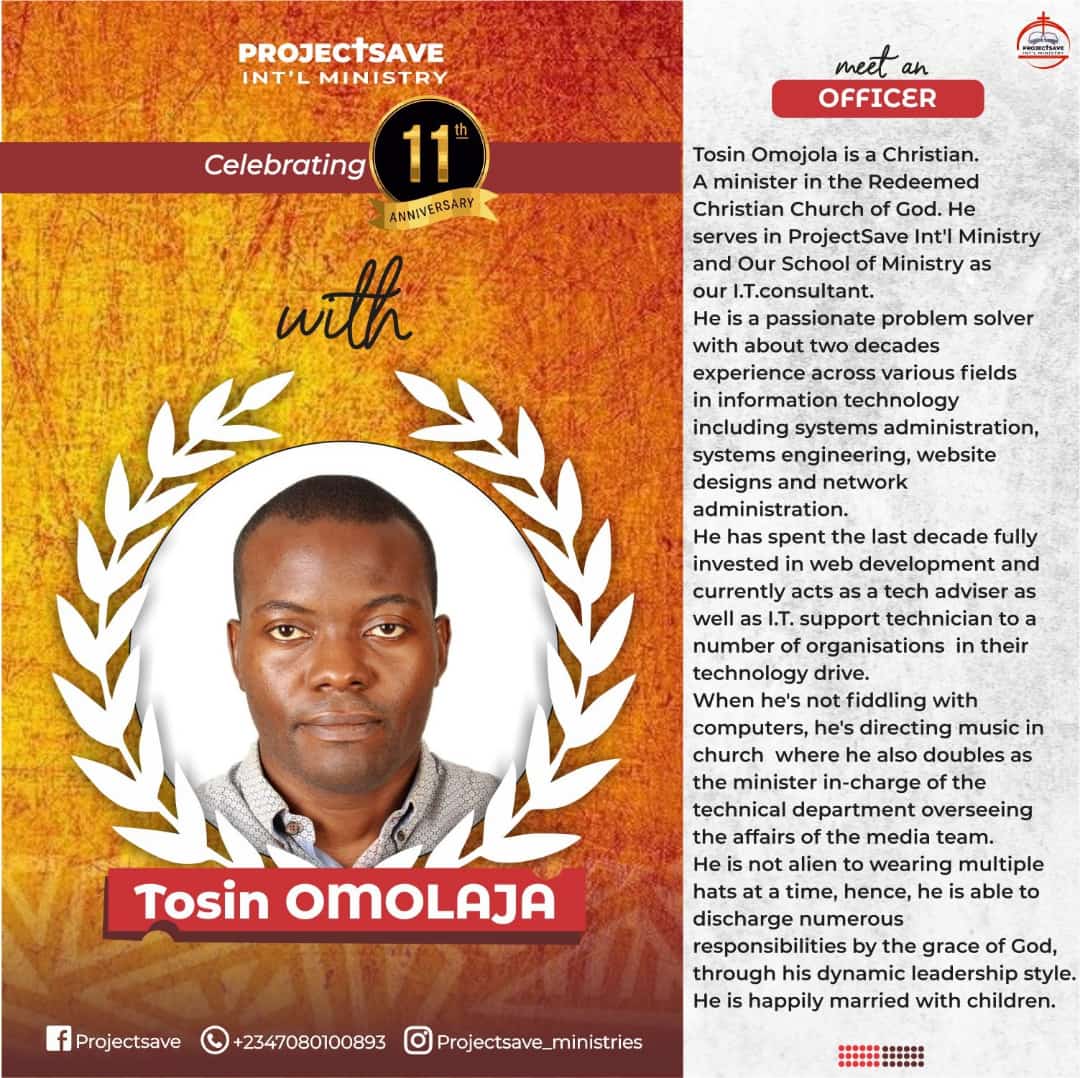 PROJECTSAVE
INT'L MINISTRY
Celebrating
11th
ANNIVERSARY
with
Tosin OMOLAJA
Projectsave
+2347080100893
Projectsave_ministries
PROJECTSAVE
INT'L MINISTRY
meet an
OFFICER
Tosin Omojola is a Christian.
A minister in the Redeemed
Christian Church of God. He
serves in ProjectSave Int'l Ministry
and Our School of Ministry as
our I.T.consultant.
He is a passionate problem solver
with about two decades
experience across various fields
in information technology
including systems administration,
systems engineering, website
designs and network
administration.
He has spent the last decade fully
invested in web development and
currently acts as a tech adviser as
well as I.T. support technician to a
number of organisations  in their
technology drive.
When he's not fiddling with
computers, he's directing music in
church  where he also doubles as
the minister in-charge of the
technical department overseeing
the affairs of the media team.
He is not alien to wearing multiple
hats at a time, hence, he is able to
discharge numerous
responsibilities by the grace of God,
through his dynamic leadership style.
He is happily married with children.